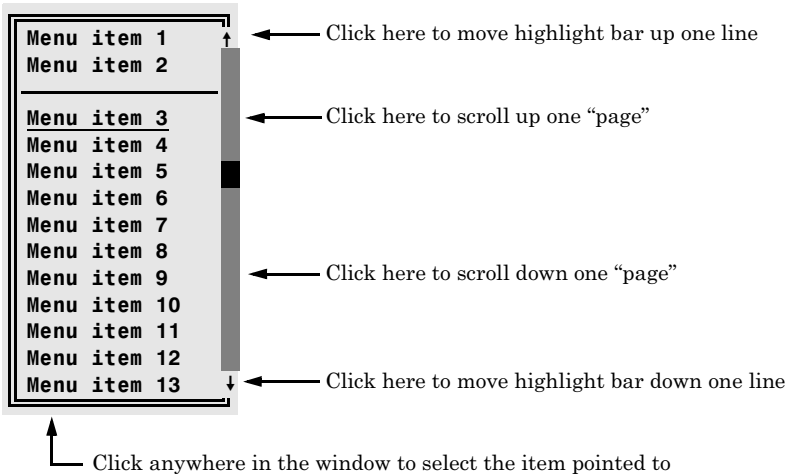 Menu item 1
Click here to move highlight bar up one line
Menu item 2
Menu item 3
Click here to scroll up one “page”
Menu item 4
Menu item 5
Menu item 6
Menu item 7
Menu item 8
Menu item 9
Click here to scroll down one “page”
Menu item 10
Menu item 11
Menu item 12
Menu item 13
Click here to move highlight bar down one line
Click anywhere in the window to select the item pointed to